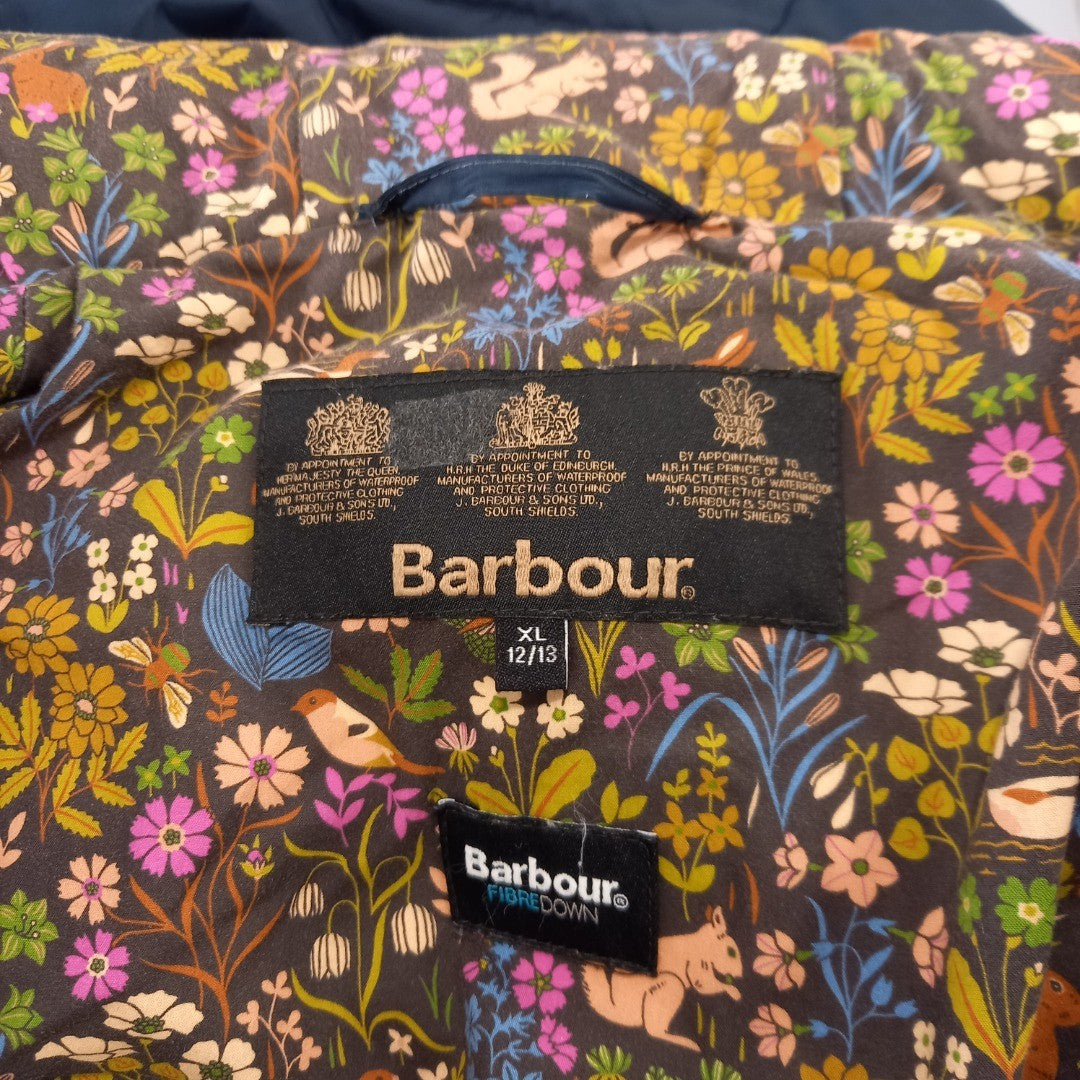 BY APPOINTMENT TO
HER MAJESTY THE QUEEN
MANUFACTURERS OF WATERPROOF
AND PROTECTIVE CLOTHING
J. BARBOUR & SONS LTD.,
SOUTH SHIELDS.
BY APPOINTMENT TO
H.R.H THE DUKE OF EDINBURGH
MANUFACTURERS OF WATERPROOF
AND PROTECTIVE CLOTHING
J. BARBOUR & SONS LTD.,
SOUTH SHIELDS.
BY APPOINTMENT TO
H.R.H THE PRINCE OF WALES
MANUFACTURERS OF WATERPROOF
AND PROTECTIVE CLOTHING
J. BARBOUR & SONS LTD.,
SOUTH SHIELDS.
Barbour®
XL
12/13
Barbour®
FIBREDOWN